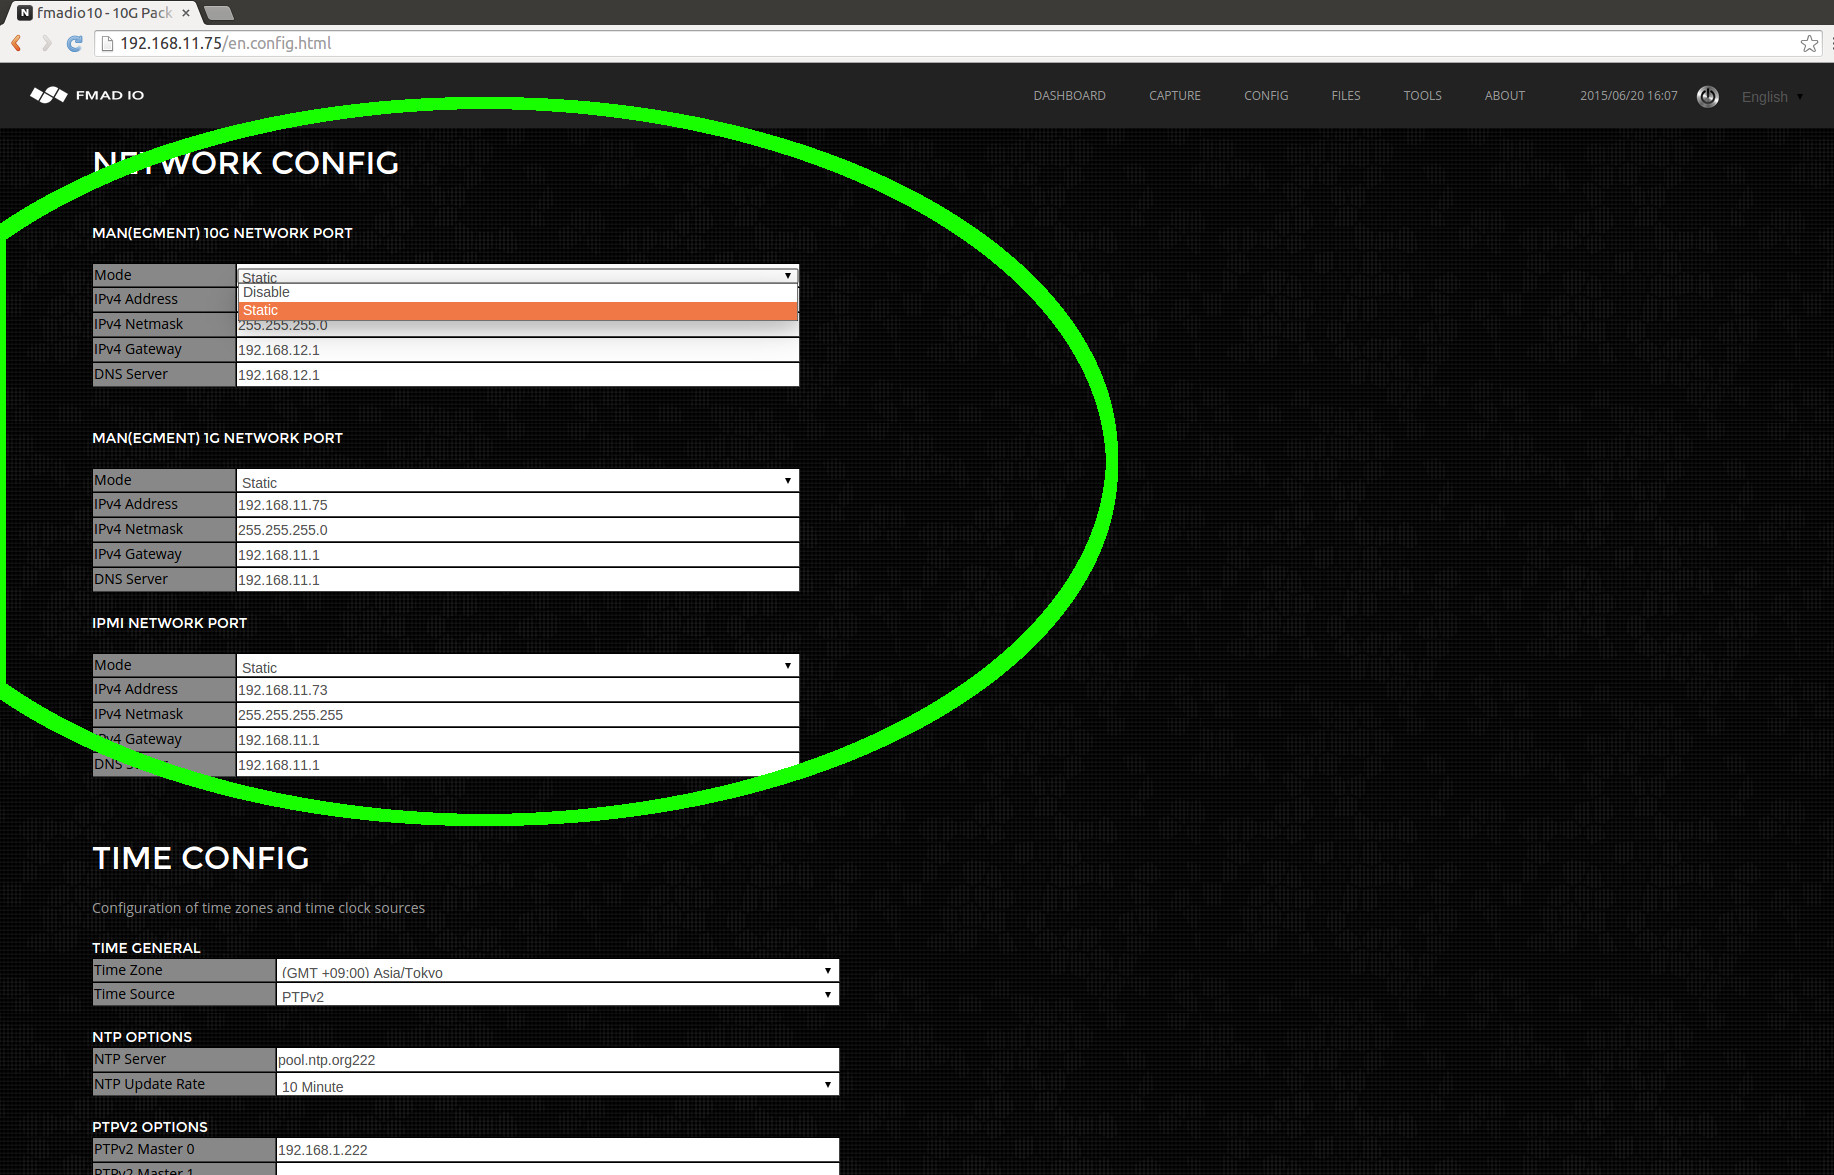 fmadio10 - 10G Pack
192.168.11.75/en.config.html
FMAD IO
DASHBOARD CAPTURE CONFIG FILES TOOLS ABOUT 2015/06/20 16:07 English
NETWORK CONFIG
MAN(EGMENT) 10G NETWORK PORT
Mode Static
Disable
IPv4 Address
Static
IPv4 Netmask 255.255.255.0
IPv4 Gateway 192.168.12.1
DNS Server 192.168.12.1
MAN(EGMENT) 1G NETWORK PORT
Mode Static
IPv4 Address 192.168.11.75
IPv4 Netmask 255.255.255.0
IPv4 Gateway 192.168.11.1
DNS Server 192.168.11.1
IPMI NETWORK PORT
Mode Static
IPv4 Address 192.168.11.73
IPv4 Netmask 255.255.255.255
IPv4 Gateway 192.168.11.1
DNS Server 192.168.11.1
TIME CONFIG
Configuration of time zones and time clock sources
TIME GENERAL
Time Zone (GMT +09:00) Asia/Tokyo
Time Source PTPv2
NTP OPTIONS
NTP Server pool.ntp.org222
NTP Update Rate 10 Minute
PTPV2 OPTIONS
PTPv2 Master 0 192.168.1.222
PTPv2 Master 1